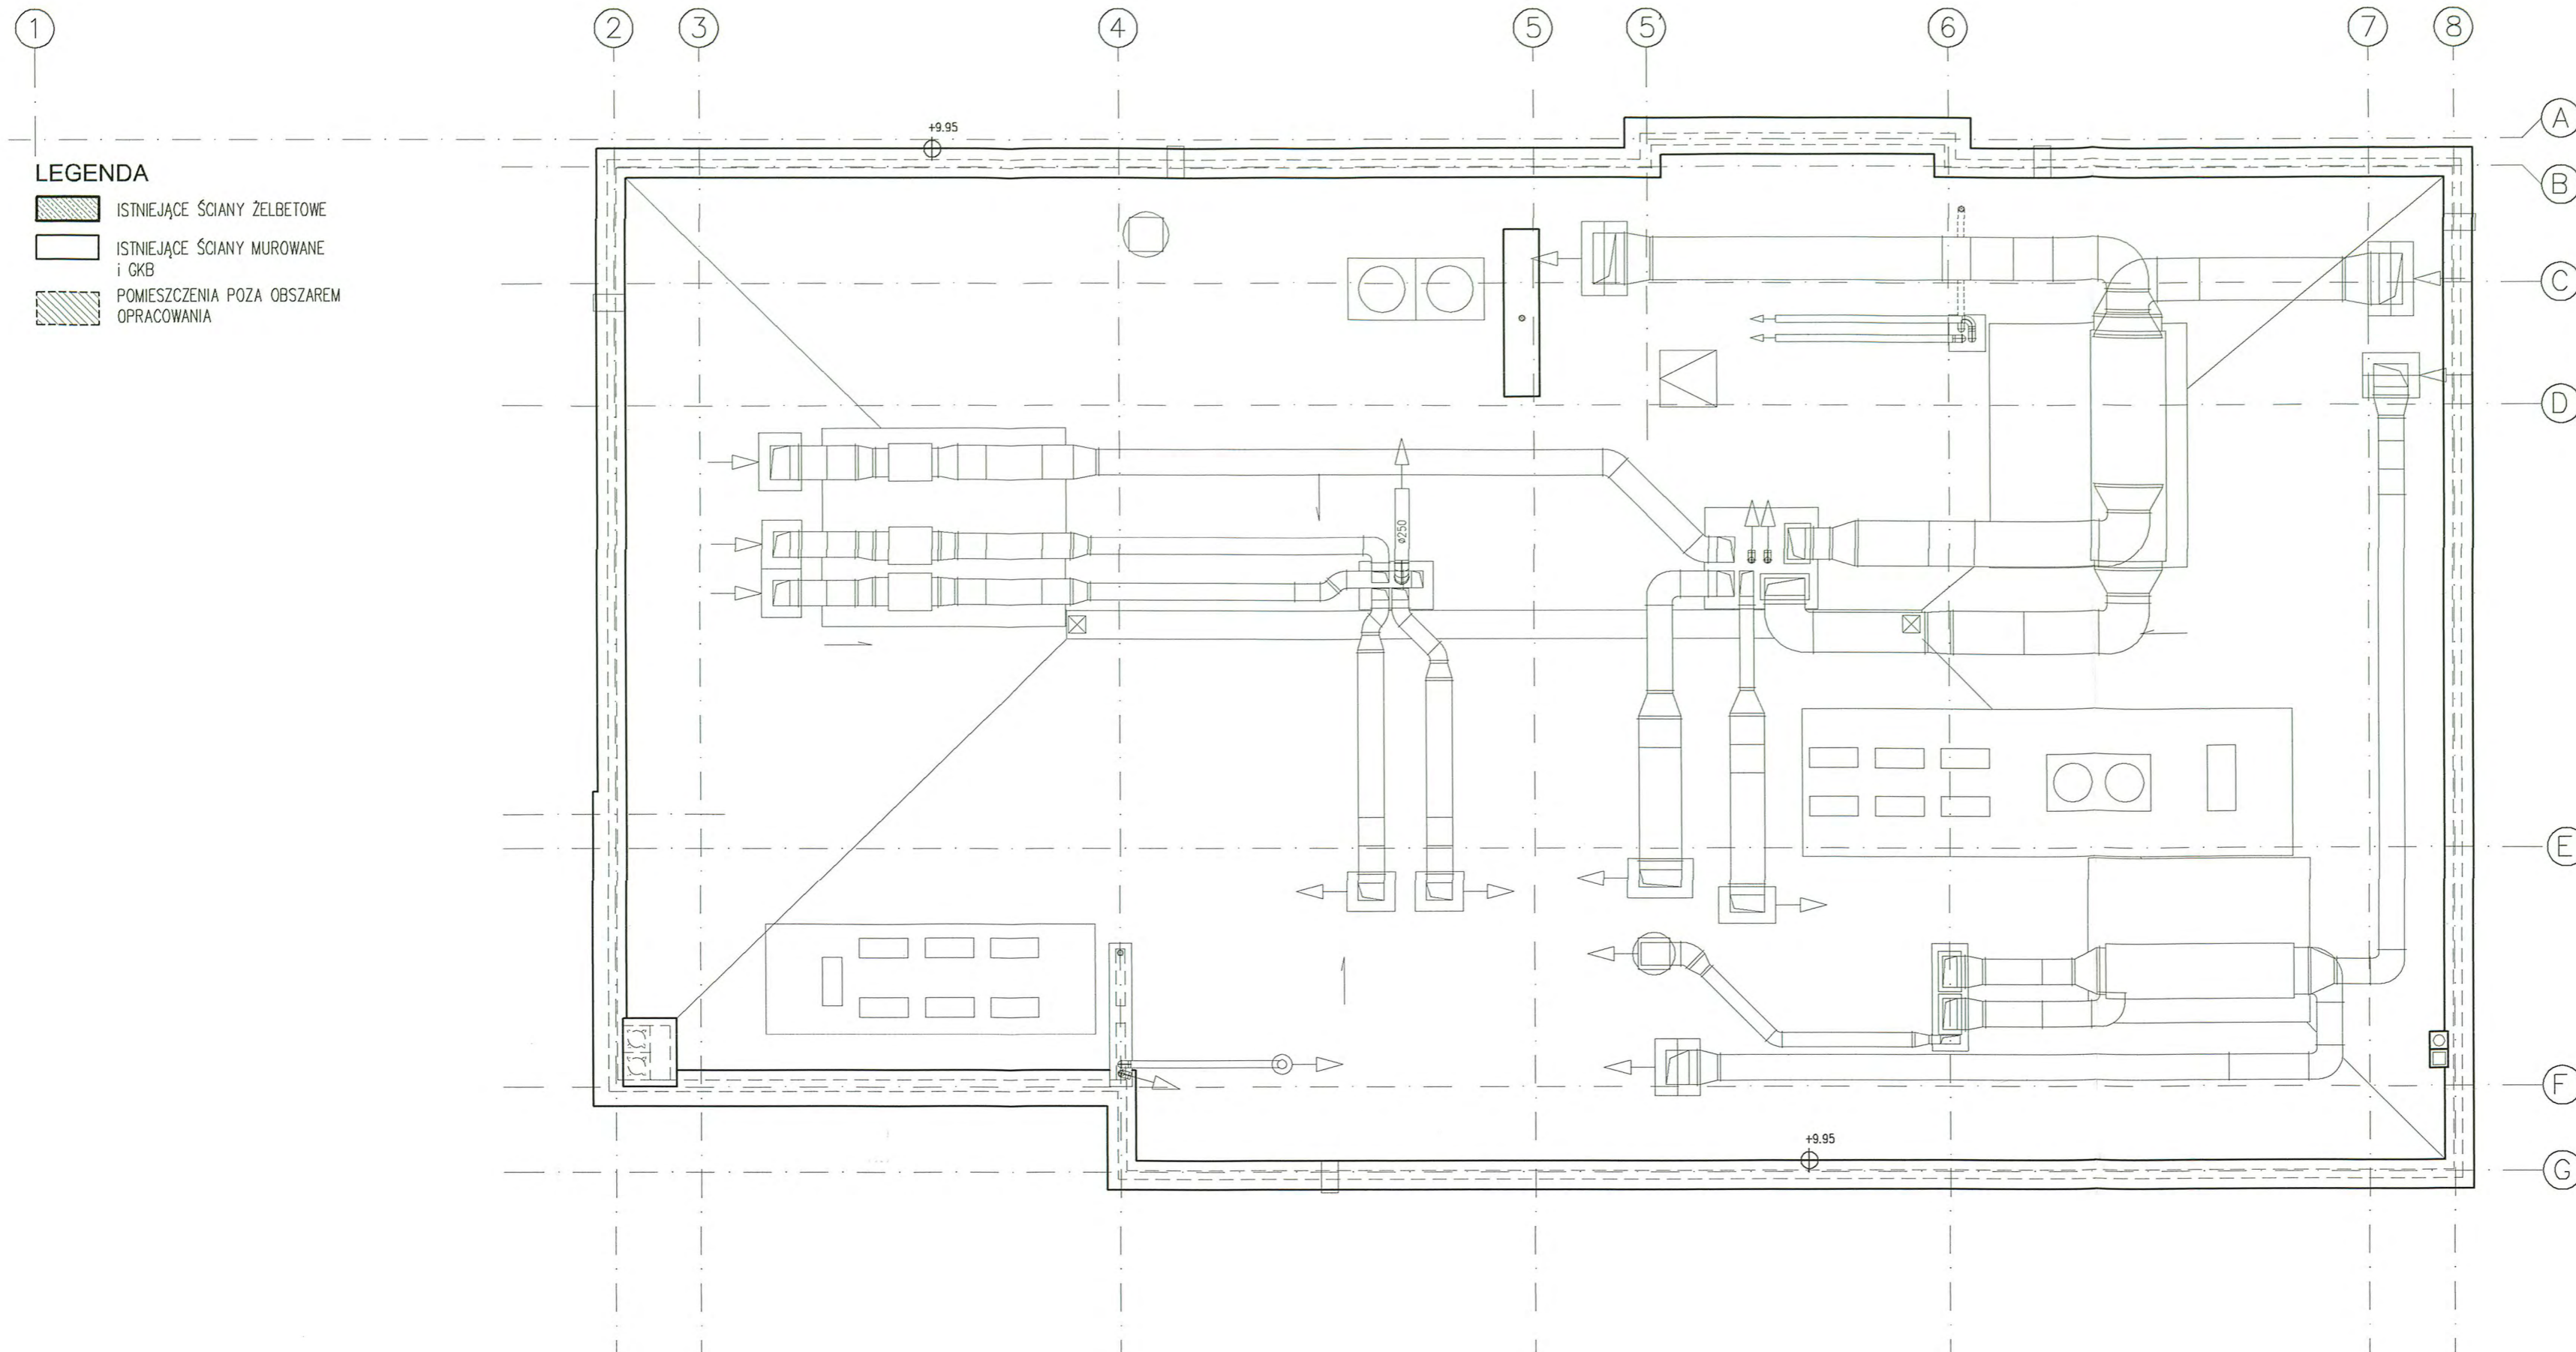 1 2 3 4 5 5' 6 7 8
A
+9.95
LEGENDA
B
ISTNIEJĄCE ŚCIANY ŻELBETOWE
ISTNIEJĄCE ŚCIANY MUROWANE
i GKB
C
POMIESZCZENIA POZA OBSZAREM
OPRACOWANIA
D
ø250
E
F
+9.95
G